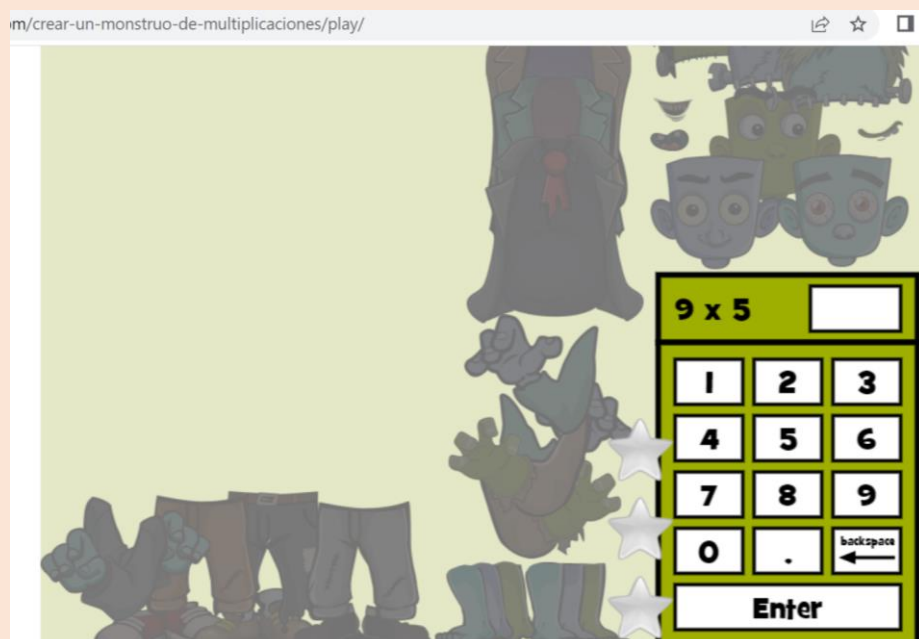 om/crear-un-monstruo-de-multiplicaciones/play/
9 x 5
1 2 3
4 5 6
7 8 9
0 . backspace
Enter